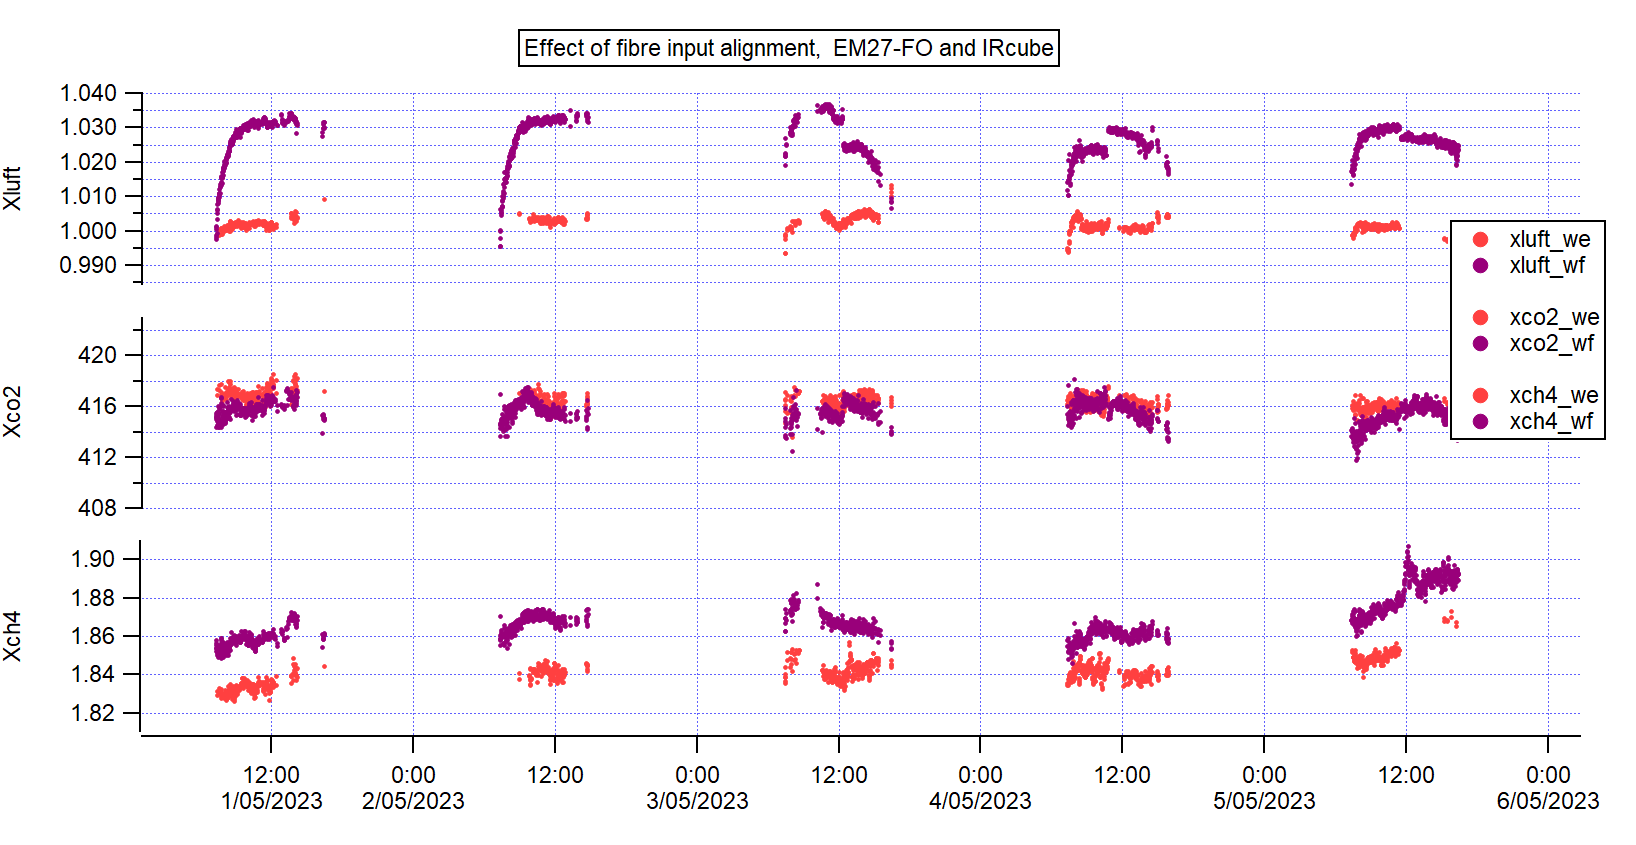 Effect of fibre input alignment,  EM27-FO and IRcube
Xluft
1.040
1.030
1.020
1.010
1.000
0.990
xluft_we
xluft_wf
xco2_we
xco2_wf
xch4_we
xch4_wf
Xco2
420
416
412
408
Xch4
1.90
1.88
1.86
1.84
1.82
12:00 0:00 12:00 0:00 12:00 0:00 12:00 0:00 12:00 0:00
1/05/2023 2/05/2023 3/05/2023 4/05/2023 5/05/2023 6/05/2023